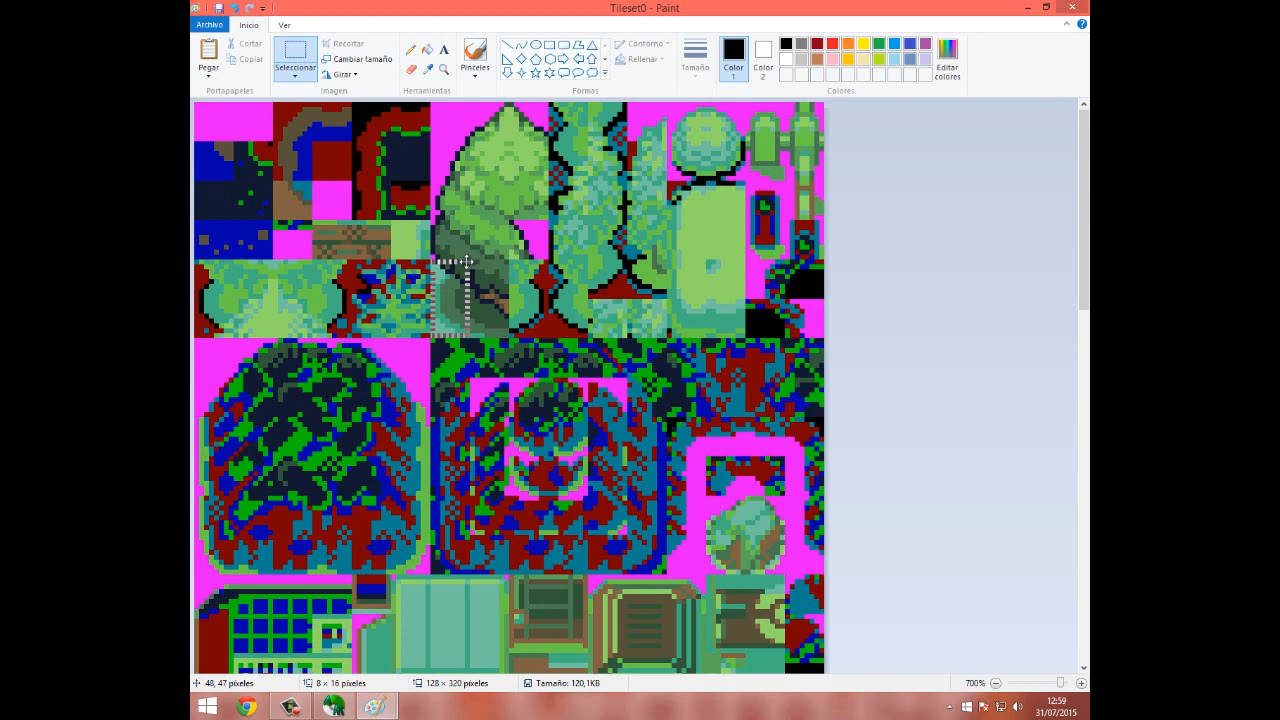 Tileset0 - Paint
Archivo
Inicio
Ver
Pegar
Cortar
Copiar
Portapapeles
Seleccionar
Recortar
Cambiar tamaño
Girar
Imagen
A
Herramientas
Pinceles
Contorno
Rellenar
Formas
Tamaño
Color
1
Color
2
Editar
colores
Colores
48, 47 píxeles
8 × 16 píxeles
128 × 320 píxeles
Tamaño: 120,1KB
700%
12:59
31/07/2015